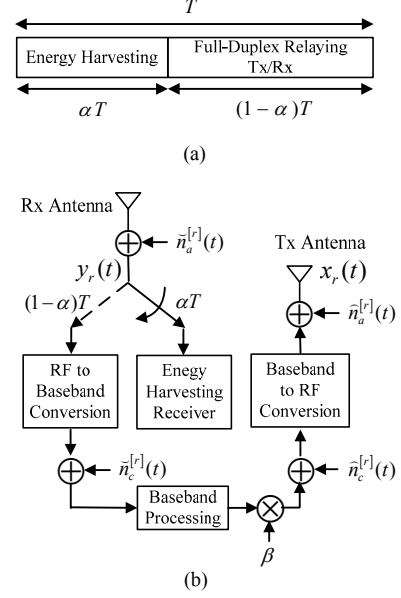 T
Energy Harvesting
Full-Duplex Relaying
Tx/Rx
αT
(1−α)T
(a)
Rx Antenna
n̆_a^{[r]}(t)
y_r(t)
(1−α)T
αT
Tx Antenna
x_r(t)
n̂_a^{[r]}(t)
RF to
Baseband
Conversion
Enegy
Harvesting
Receiver
Baseband
to RF
Conversion
n̆_c^{[r]}(t)
n̂_c^{[r]}(t)
Baseband
Processing
β
(b)